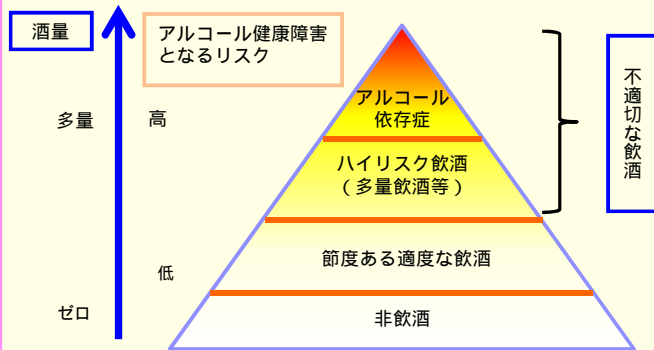 酒量
アルコール健康障害
となるリスク
多量
高
低
ゼロ
アルコール
依存症
ハイリスク飲酒
(多量飲酒等)
節度ある適度な飲酒
非飲酒
不適切な飲酒